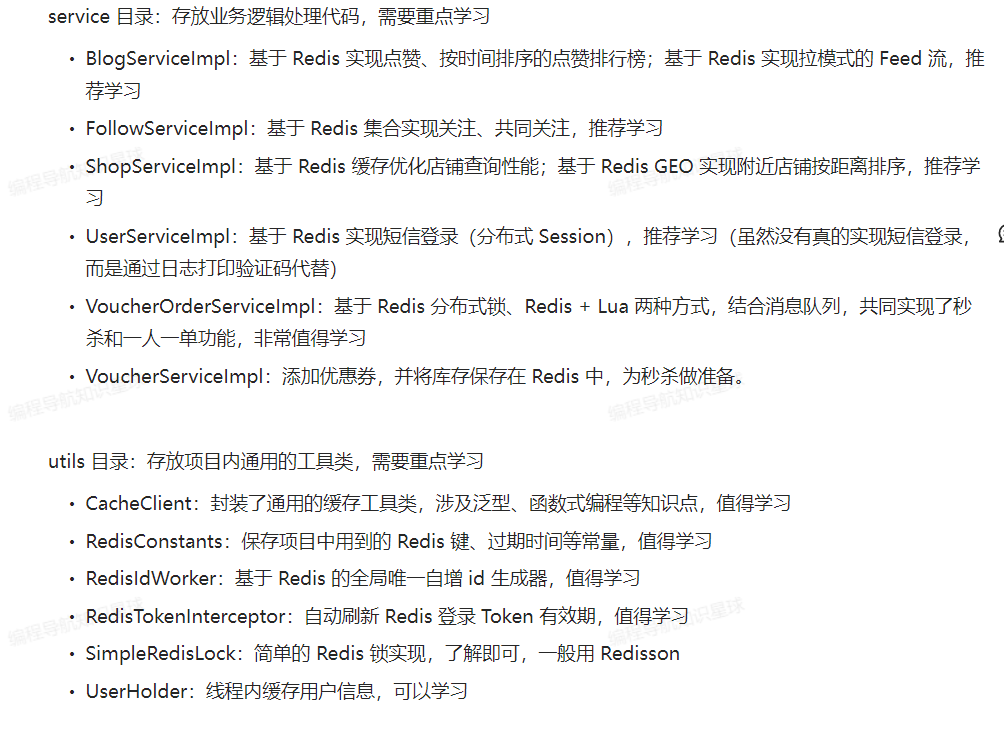 service 目录：存放业务逻辑处理代码，需要重点学习
• BlogServiceImpl：基于 Redis 实现点赞、按时间排序的点赞排行榜；基于 Redis 实现拉模式的 Feed 流，推
荐学习
• FollowServiceImpl：基于 Redis 集合实现关注、共同关注，推荐学习
• ShopServiceImpl：基于 Redis 缓存优化店铺查询性能；基于 Redis GEO 实现附近店铺按距离排序，推荐学
习
• UserServiceImpl：基于 Redis 实现短信登录（分布式 Session），推荐学习（虽然没有真的实现短信登录，
而是通过日志打印验证码代替）
• VoucherOrderServiceImpl：基于 Redis 分布式锁、Redis + Lua 两种方式，结合消息队列，共同实现了秒
杀和一人一单功能，非常值得学习
• VoucherServiceImpl：添加优惠券，并将库存保存在 Redis 中，为秒杀做准备。
编程导航知识星球
编程导航知识星球
utils 目录：存放项目内通用的工具类，需要重点学习
• CacheClient：封装了通用的缓存工具类，涉及泛型、函数式编程等知识点，值得学习
• RedisConstants：保存项目中用到的 Redis 键、过期时间等常量，值得学习
• RedisIdWorker：基于 Redis 的全局唯一自增 id 生成器，值得学习
• RedisTokenInterceptor：自动刷新 Redis 登录 Token 有效期，值得学习
• SimpleRedisLock：简单的 Redis 锁实现，了解即可，一般用 Redisson
• UserHolder：线程内缓存用户信息，可以学习